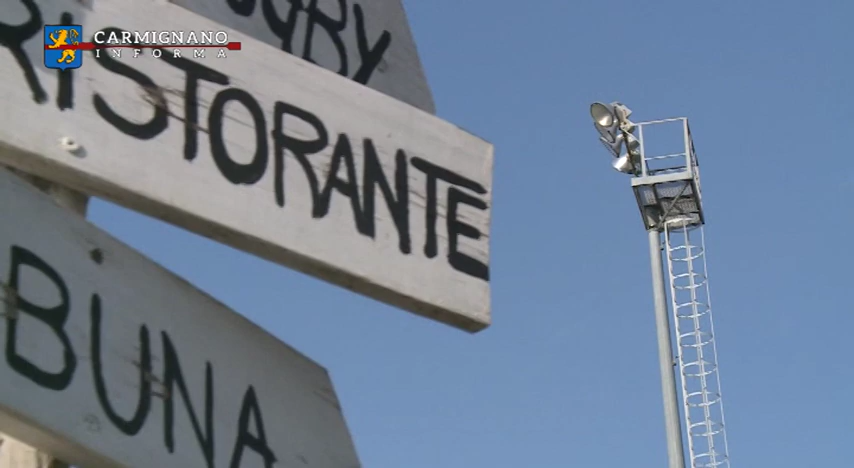 CARMIGNANO
INFORMA
RUGBY
RISTORANTE
BUNA